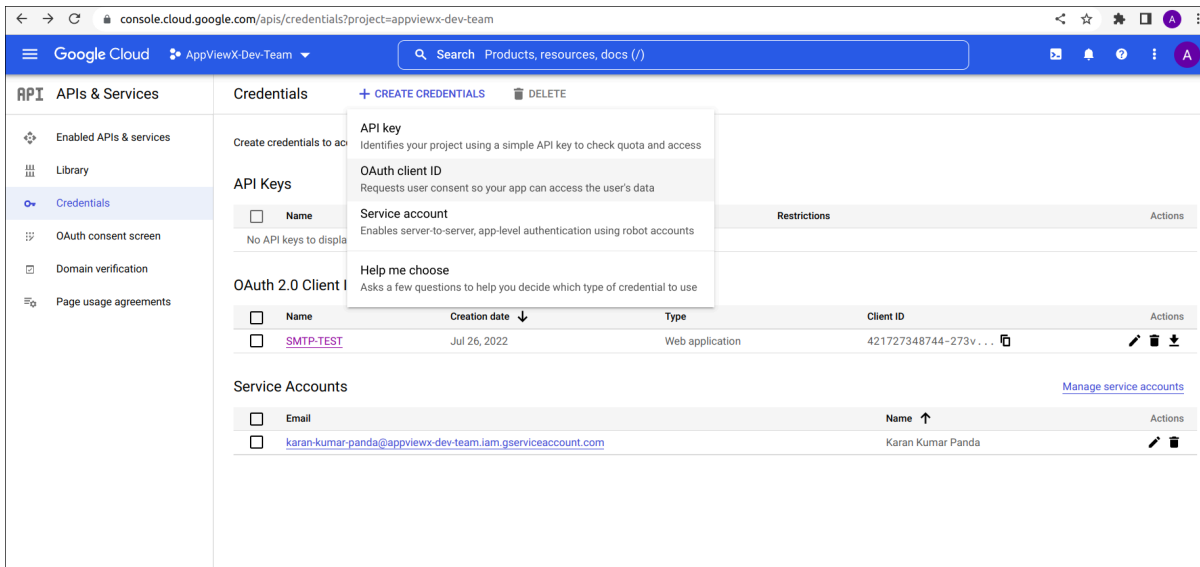 console.cloud.google.com/apis/credentials?project=appviewx-dev-team
A
Google Cloud
AppViewX-Dev-Team
Search Products, resources, docs (/)
A
API APIs & Services
Credentials
CREATE CREDENTIALS
DELETE
Enabled APIs & services
Library
Credentials
OAuth consent screen
Domain verification
Page usage agreements
Create credentials to ac
API key
Identifies your project using a simple API key to check quota and access
OAuth client ID
Requests user consent so your app can access the user's data
Service account
Enables server-to-server, app-level authentication using robot accounts
Help me choose
Asks a few questions to help you decide which type of credential to use
API Keys
Name Restrictions Actions
No API keys to displa
OAuth 2.0 Client I
Name Creation date Type Client ID Actions
SMTP-TEST Jul 26, 2022 Web application 421727348744-273v...
Service Accounts
Manage service accounts
Email Name Actions
karan-kumar-panda@appviewx-dev-team.iam.gserviceaccount.com Karan Kumar Panda